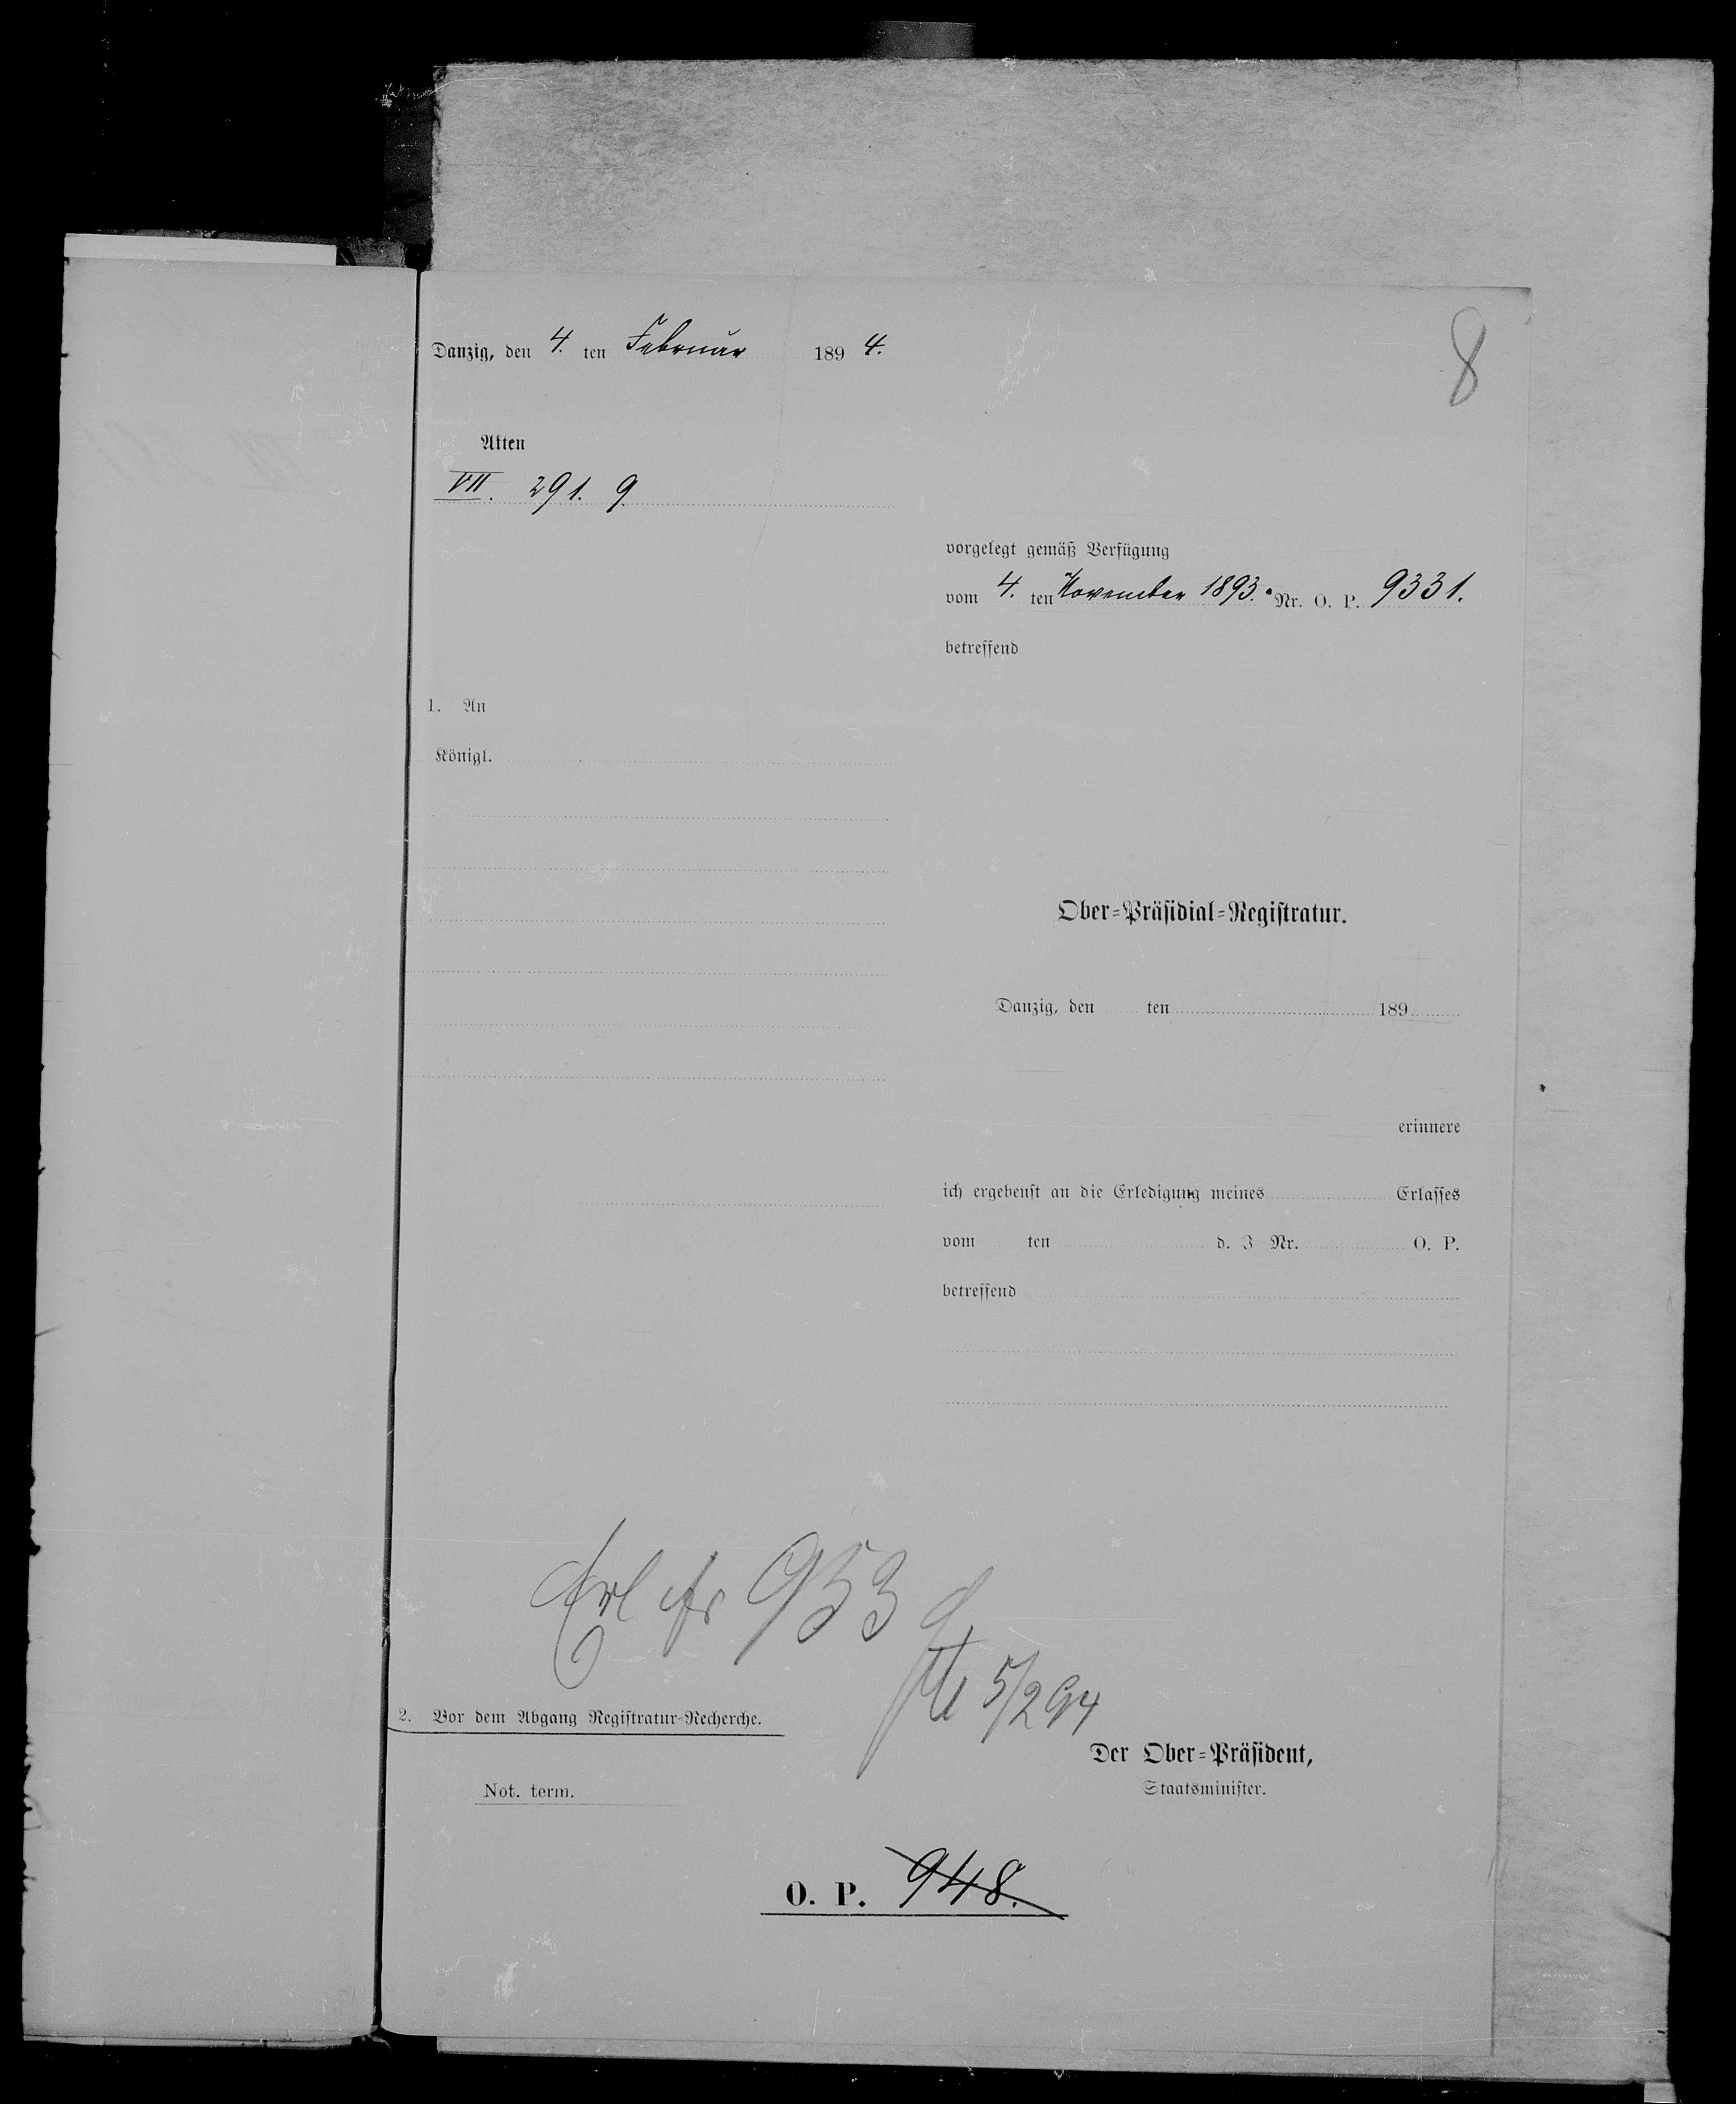 8
Danzig, den 4. ten Februar 1894.
Akten
VII. 291. 9.
vorgelegt gemäß Verfügung
vom 4. ten November 1893. Nr. O. P. 9331.
betreffend
1. An
Königl.
Ober-Präsidial-Registratur.
Danzig, den ten 189
erinnere
ich ergebenst an die Erledigung meines Erlasses
vom ten d. J Nr. O. P.
betreffend
Erl 953
5/2 94
2. Vor dem Abgang Registratur-Recherche.
Der Ober-Präsident,
Staatsminister.
Not. term.
O. P. 948.